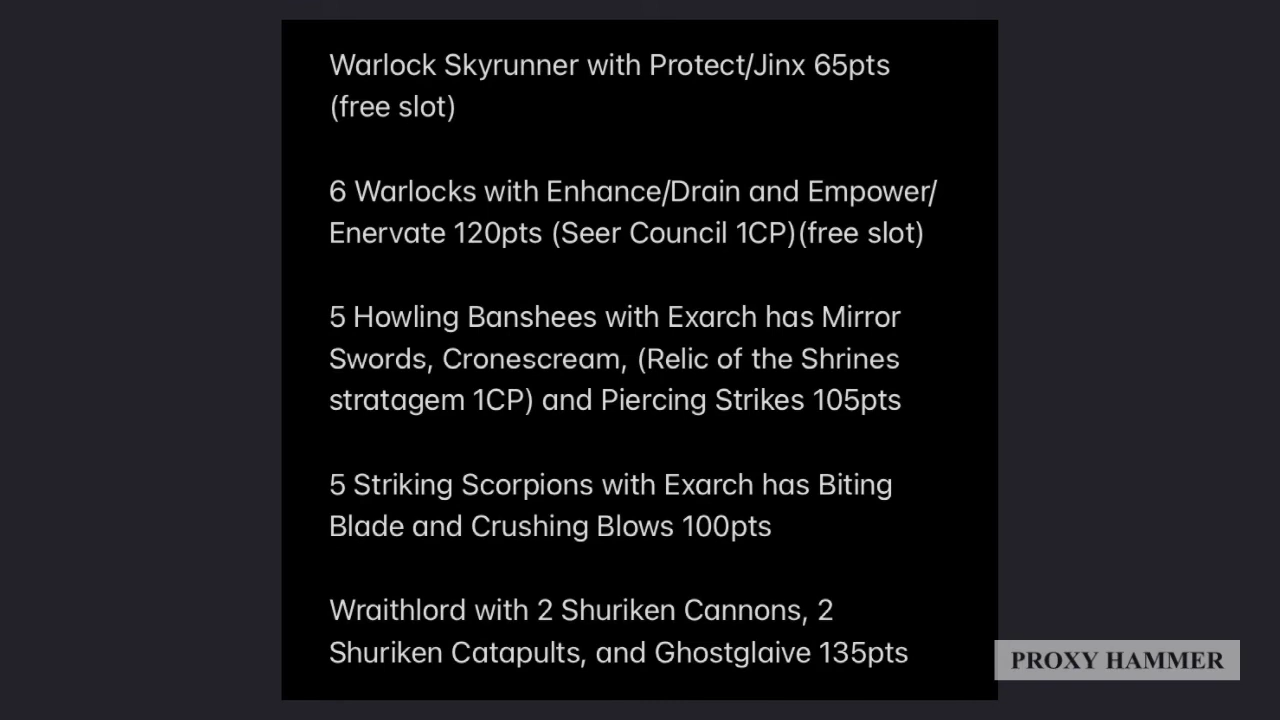 Warlock Skyrunner with Protect/Jinx 65pts
(free slot)
6 Warlocks with Enhance/Drain and Empower/
Enervate 120pts (Seer Council 1CP)(free slot)
5 Howling Banshees with Exarch has Mirror
Swords, Cronescream, (Relic of the Shrines
stratagem 1CP) and Piercing Strikes 105pts
5 Striking Scorpions with Exarch has Biting
Blade and Crushing Blows 100pts
Wraithlord with 2 Shuriken Cannons, 2
Shuriken Catapults, and Ghostglaive 135pts
PROXY HAMMER